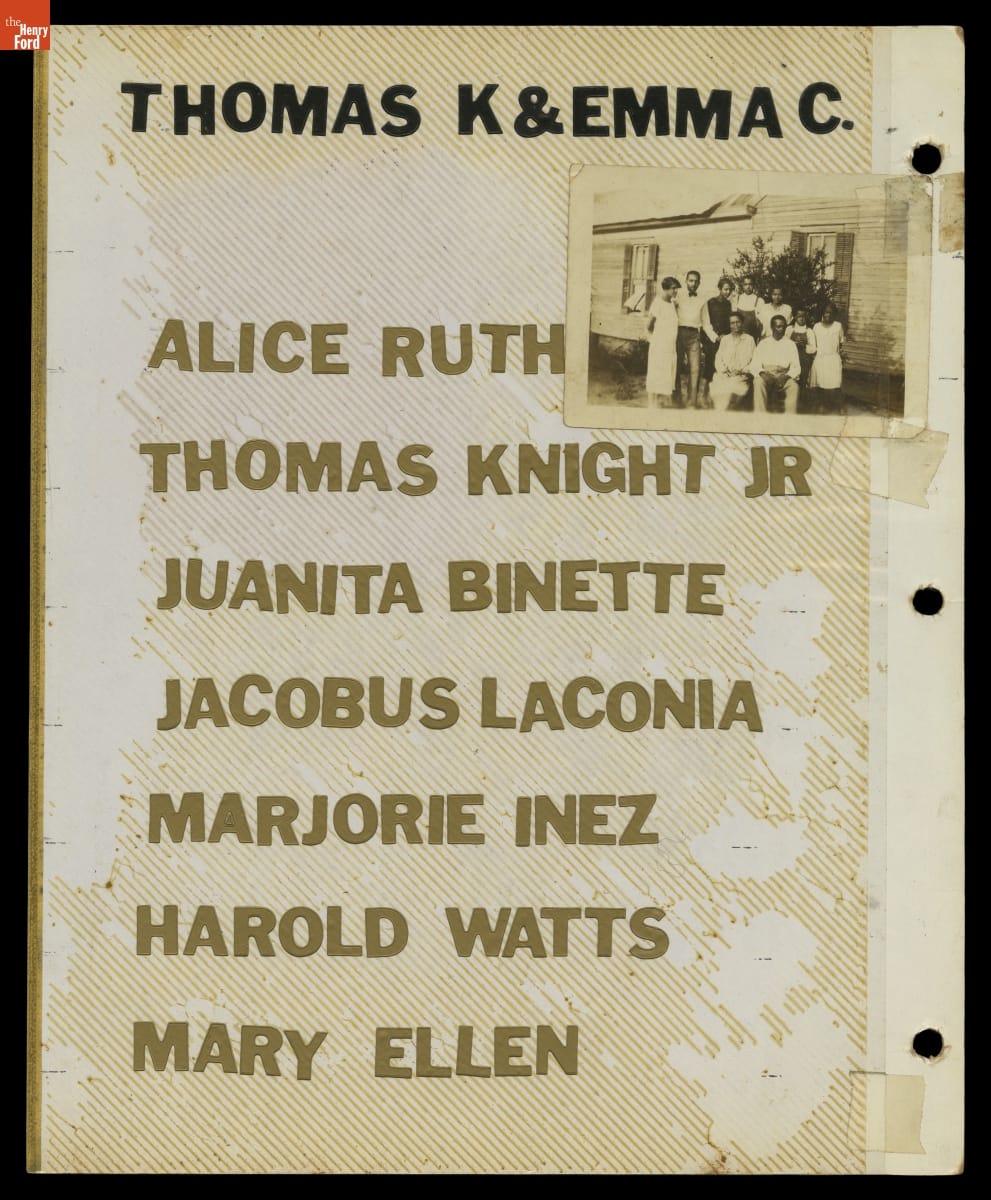 the
Henry
Ford
THOMAS K & EMMA C.
ALICE RUTH
THOMAS KNIGHT JR
JUANITA BINETTE
JACOBUS LACONIA
MARJORIE INEZ
HAROLD WATTS
MARY ELLEN